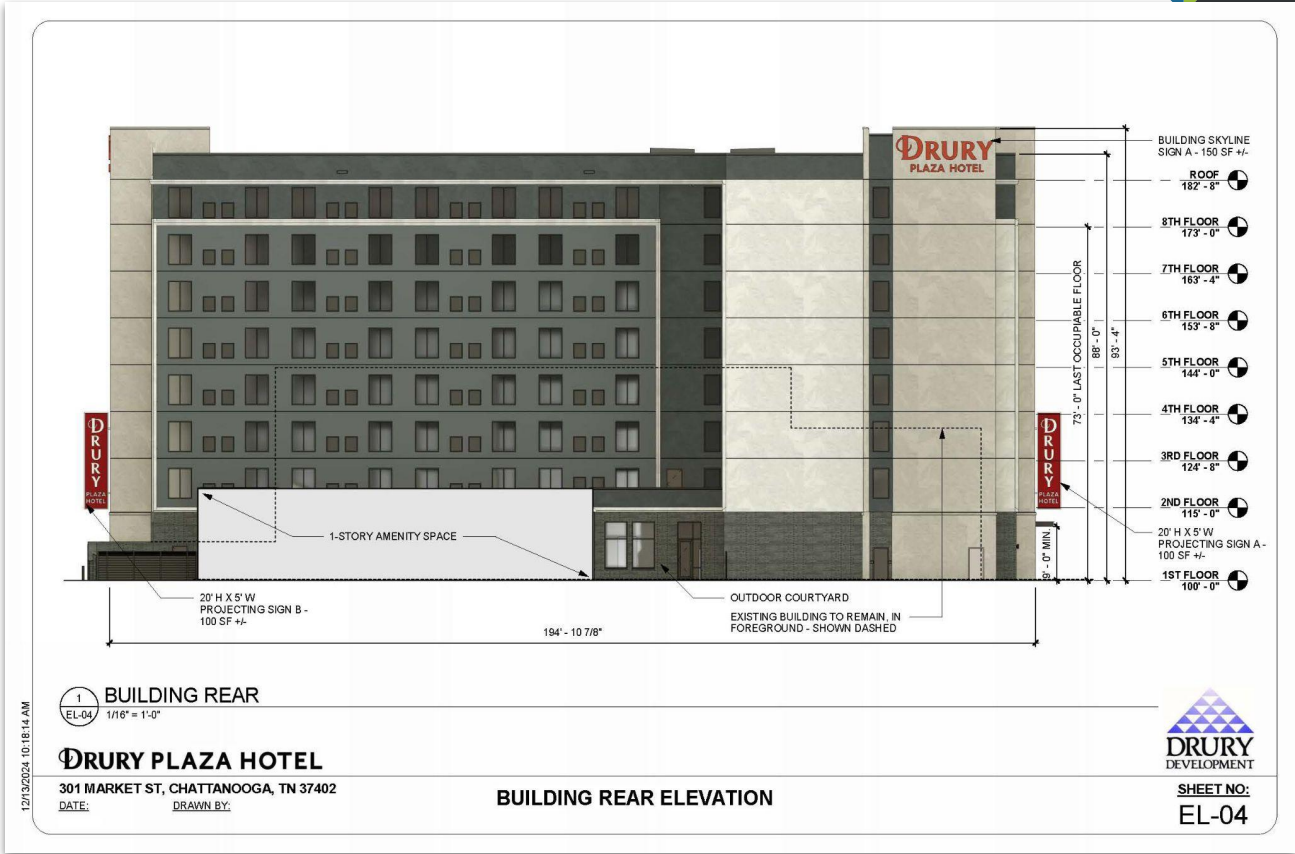 DRURY
PLAZA HOTEL
BUILDING SKYLINE
SIGN A - 150 SF +/-
ROOF
182' - 8"
8TH FLOOR
173' - 0"
7TH FLOOR
163' - 4"
6TH FLOOR
153' - 8"
5TH FLOOR
144' - 0"
4TH FLOOR
134' - 4"
3RD FLOOR
124' - 8"
2ND FLOOR
115' - 0"
1ST FLOOR
100' - 0"
73' - 0" LAST OCCUPIABLE FLOOR
88' - 0"
93' - 4"
9' - 0" MIN.
DRURY
PLAZA
HOTEL
DRURY
PLAZA
HOTEL
20' H X 5' W
PROJECTING SIGN A -
100 SF +/-
1-STORY AMENITY SPACE
20' H X 5' W
PROJECTING SIGN B -
100 SF +/-
OUTDOOR COURTYARD
EXISTING BUILDING TO REMAIN, IN
FOREGROUND - SHOWN DASHED
194' - 10 7/8"
1
EL-04
BUILDING REAR
1/16" = 1'-0"
12/13/2024 10:18:14 AM
DRURY PLAZA HOTEL
301 MARKET ST, CHATTANOOGA, TN 37402
DATE:
DRAWN BY:
BUILDING REAR ELEVATION
DRURY
DEVELOPMENT
SHEET NO:
EL-04